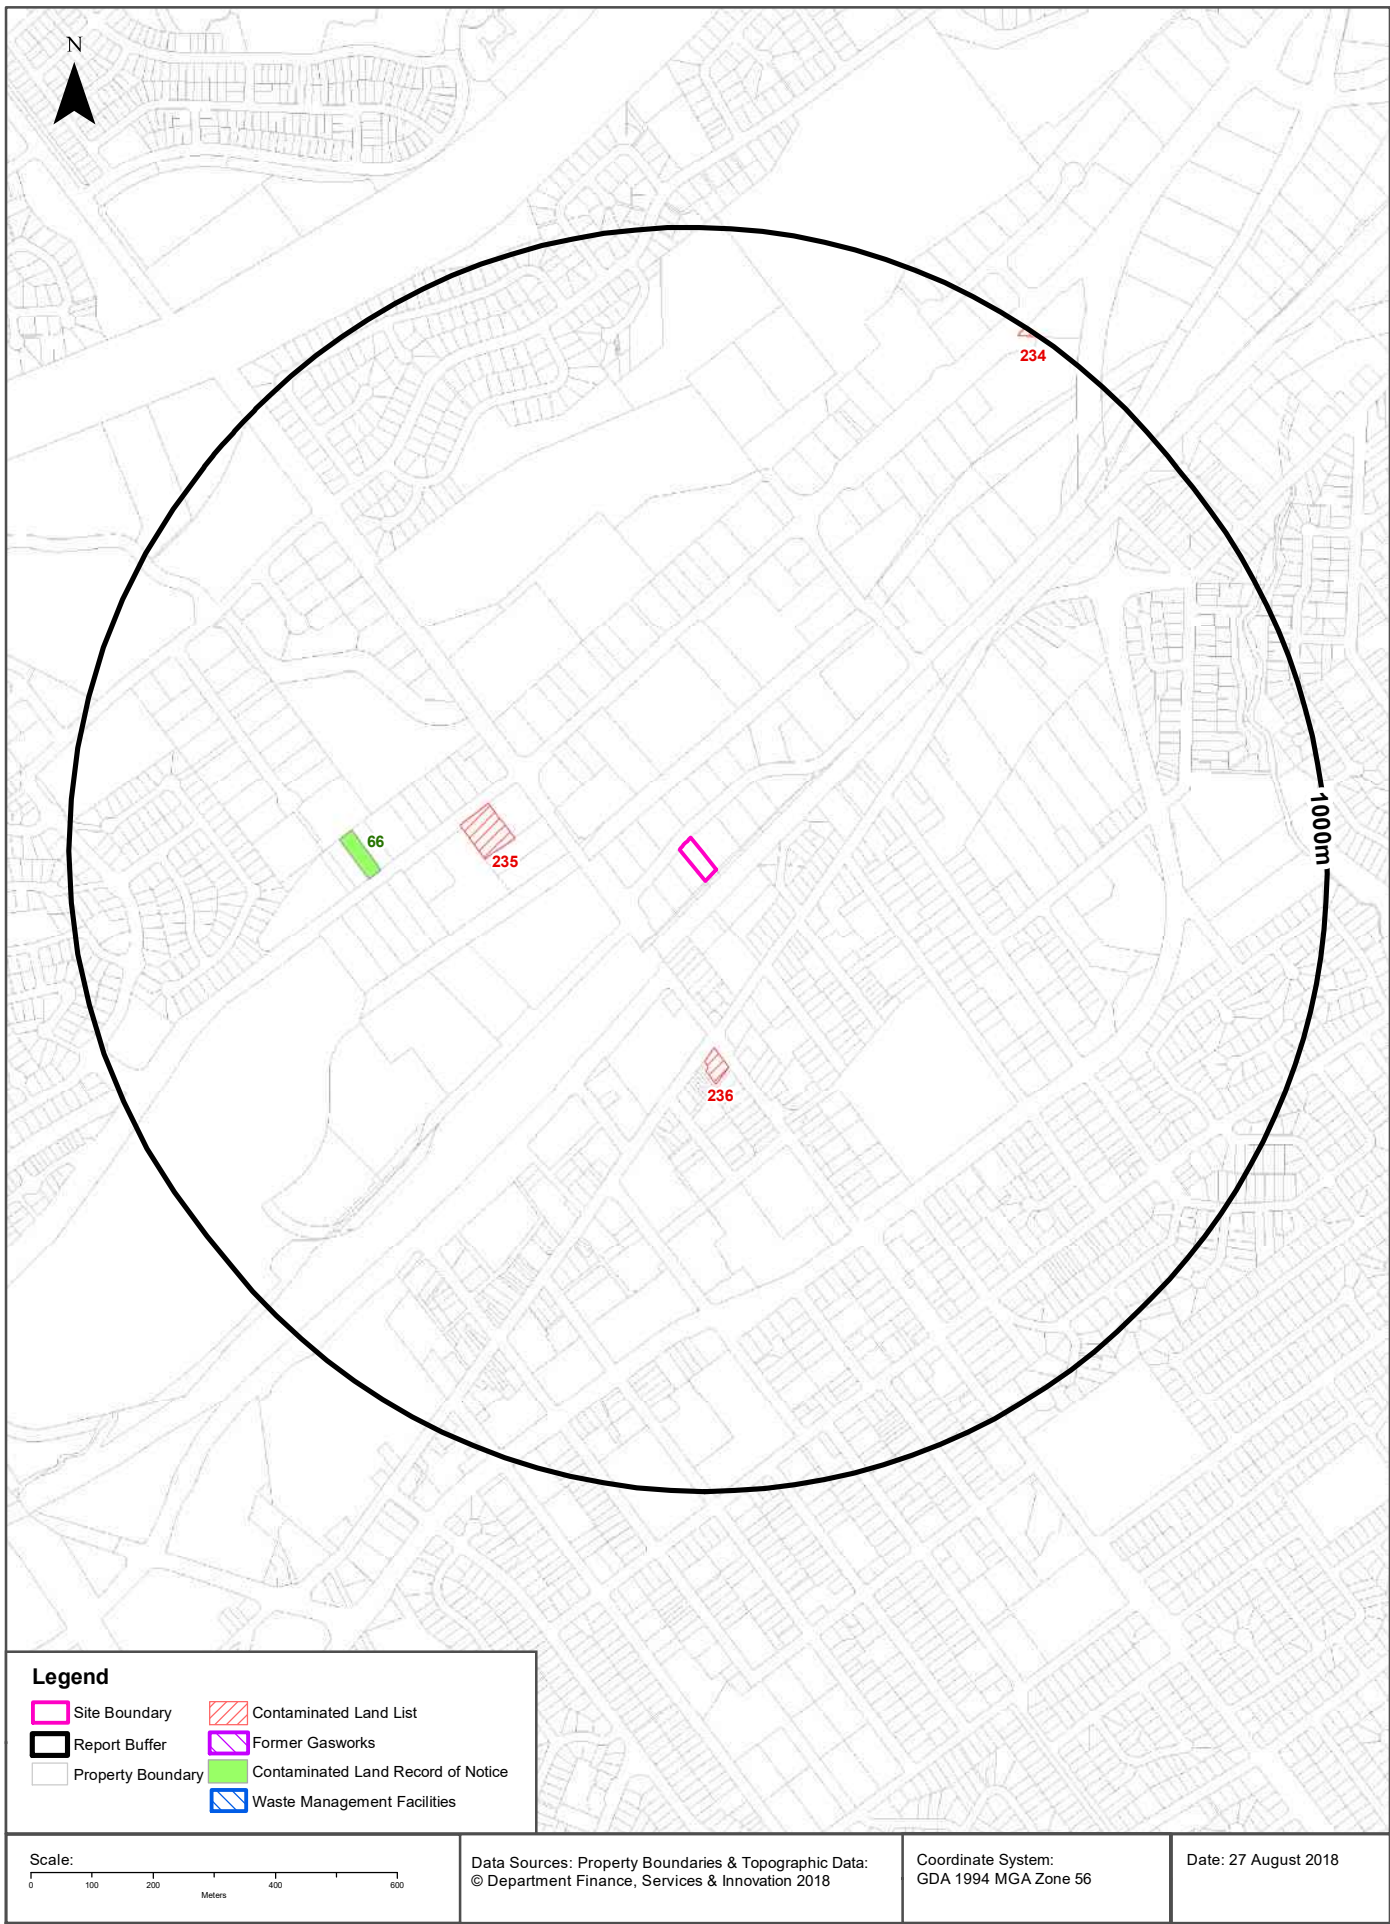 N
234
1000m
66
235
236
Legend
Site Boundary
Report Buffer
Property Boundary
Contaminated Land List
Former Gasworks
Contaminated Land Record of Notice
Waste Management Facilities
Scale:
0 100 200 400 600
Meters
Data Sources: Property Boundaries & Topographic Data:
© Department Finance, Services & Innovation 2018
Coordinate System:
GDA 1994 MGA Zone 56
Date: 27 August 2018